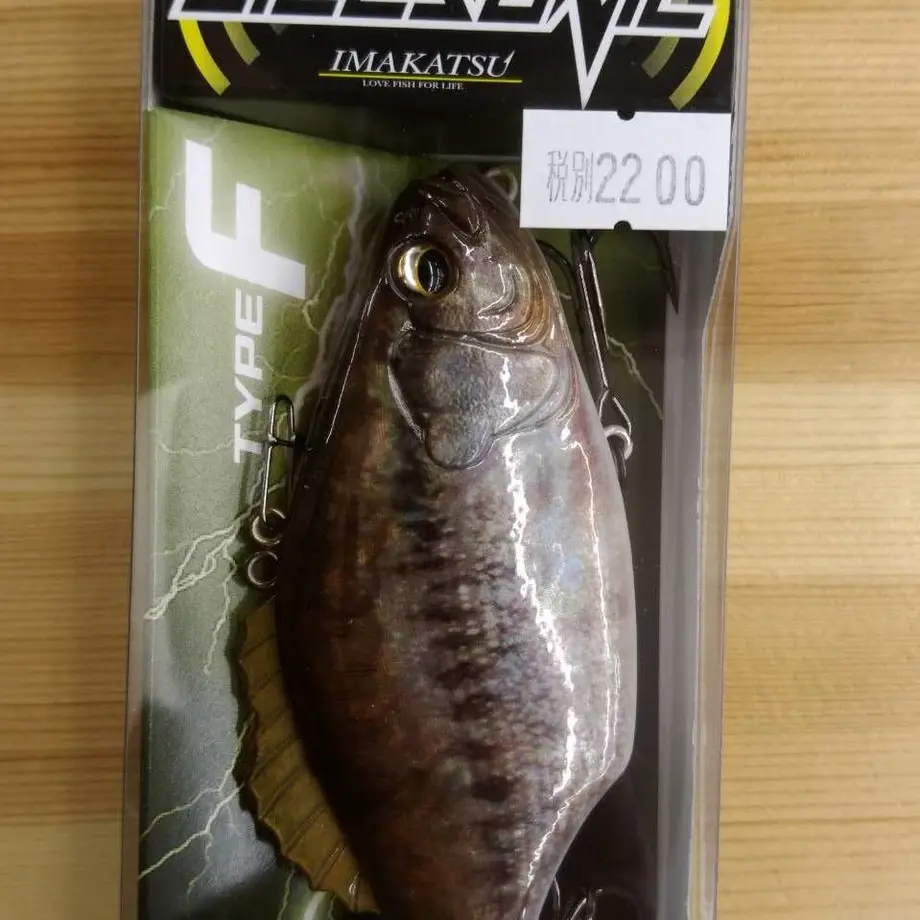 IMAKATSU
LOVE FISH FOR LIFE
税別2200
TYPE F